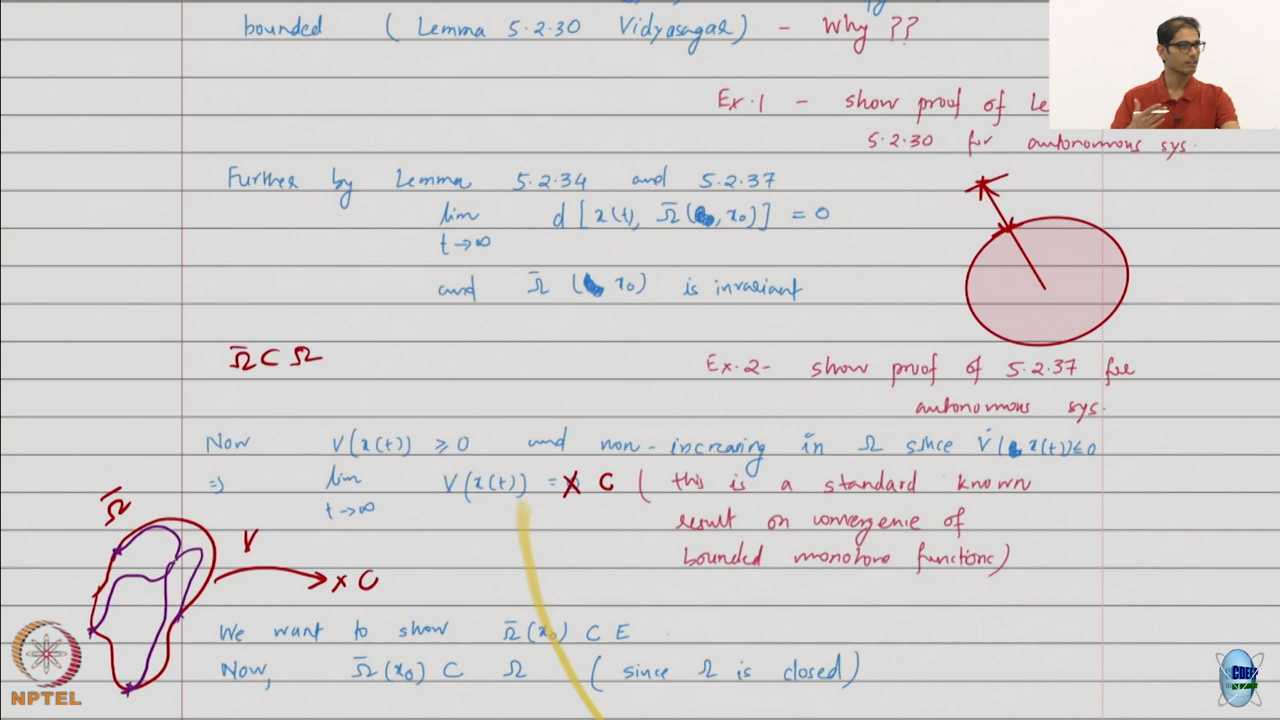 bounded ( Lemma 5.2.30 Vidyasagar) - Why ??
Ex.1 - show proof of Le
5.2.30 for autonomous sys.
Further by Lemma 5.2.34 and 5.2.37
lim d [x(t), Ω̄( , x₀)] = 0
t→∞
and Ω̄ ( x₀) is invariant
Ω̄ ⊂ Ω
Ex.2- show proof of 5.2.37 for
autonomous sys.
Now V(x(t)) ≥ 0 and non-increasing in Ω since V̇( x(t)) ≤ 0
⇒ lim V(x(t)) = C ( this is a standard known
t→∞ result on convergence of
bounded monotone functions)
Ω̄
V
x C
We want to show Ω̄(x₀) ⊂ E
Now, Ω̄(x₀) ⊂ Ω ( since Ω is closed)
NPTEL
CDEEP